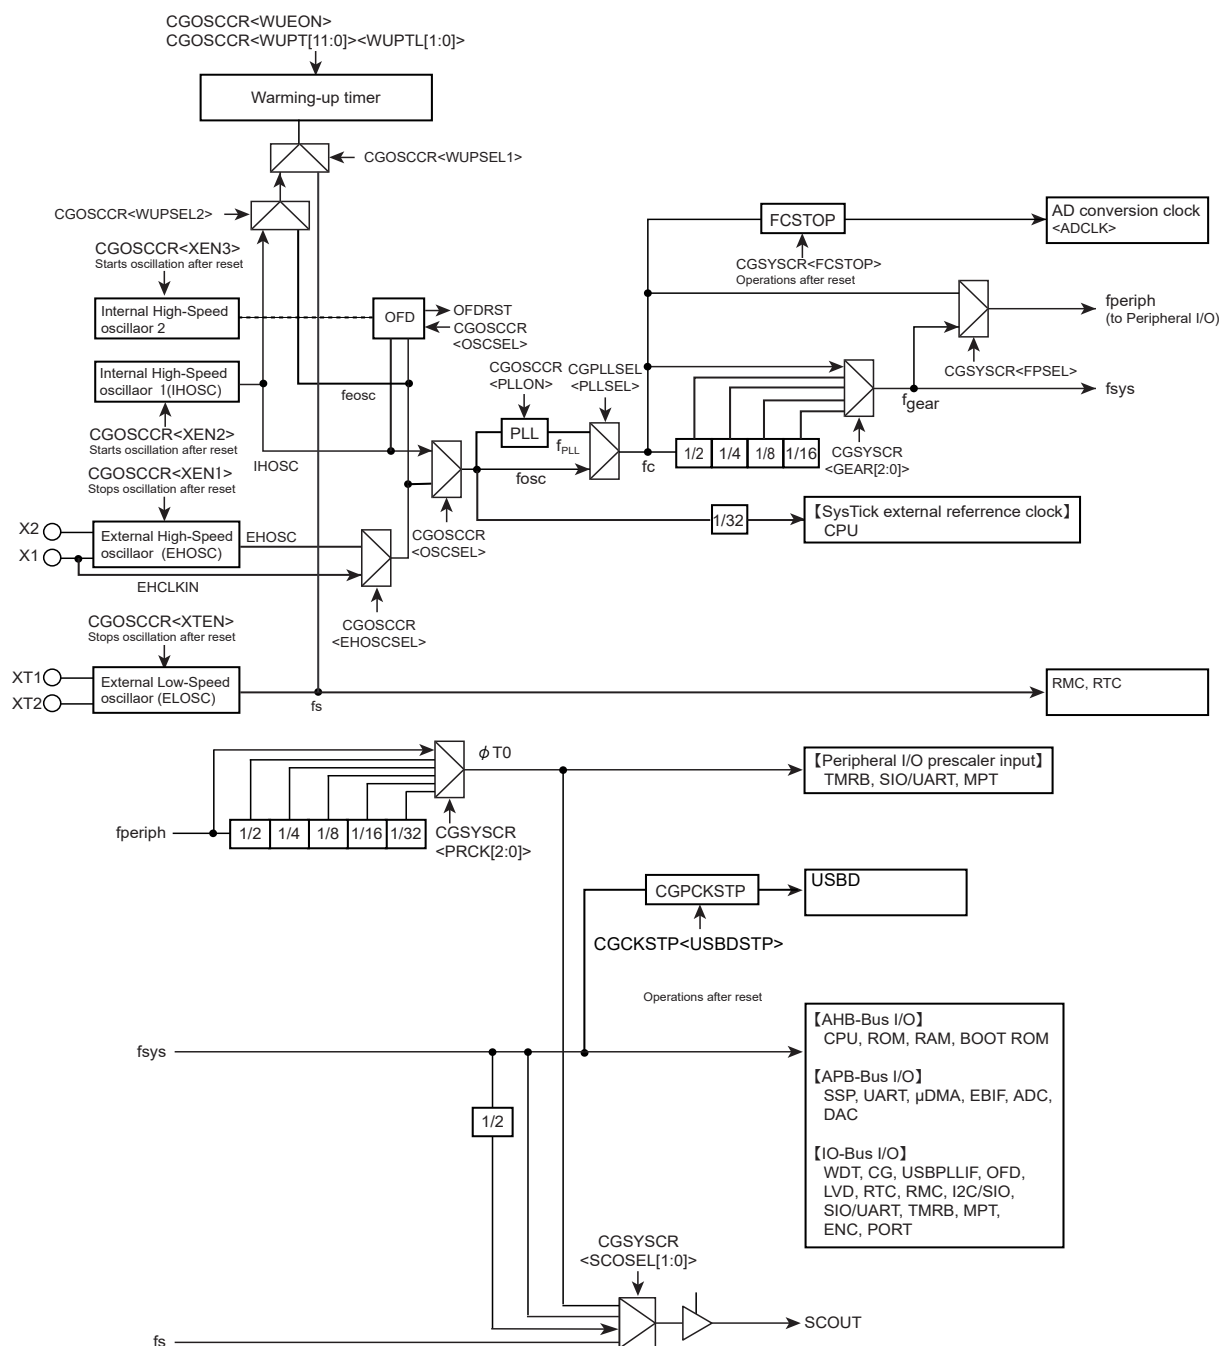 CGOSCCR<WUEON>
CGOSCCR<WUPT[11:0]><WUPTL[1:0]>
Warming-up timer
CGOSCCR<WUPSEL1>
CGOSCCR<WUPSEL2>
CGOSCCR<XEN3>
Starts oscillation after reset
Internal High-Speed
oscillaor 2
OFD
OFDRST
CGOSCCR
<OSCSEL>
Internal High-Speed
oscillaor 1(IHOSC)
CGOSCCR<XEN2>
Starts oscillation after reset
feosc
IHOSC
CGOSCCR<XEN1>
Stops oscillation after reset
X2
X1
External High-Speed
oscillaor (EHOSC)
EHOSC
EHCLKIN
CGOSCCR
<EHOSCSEL>
CGOSCCR
<OSCSEL>
CGOSCCR
<PLLON>
PLL
fPLL
fosc
CGPLLSEL
<PLLSEL>
fc
FCSTOP
CGSYSCR<FCSTOP>
Operations after reset
AD conversion clock
<ADCLK>
fperiph
(to Peripheral I/O)
CGSYSCR<FPSEL>
fsys
fgear
1/2
1/4
1/8
1/16
CGSYSCR
<GEAR[2:0]>
1/32
【SysTick external referrence clock】
CPU
CGOSCCR<XTEN>
Stops oscillation after reset
XT1
XT2
External Low-Speed
oscillaor (ELOSC)
fs
RMC, RTC
fperiph
1/2
1/4
1/8
1/16
1/32
CGSYSCR
<PRCK[2:0]>
ϕT0
【Peripheral I/O prescaler input】
TMRB, SIO/UART, MPT
CGPCKSTP
USBD
CGCKSTP<USBDSTP>
Operations after reset
fsys
1/2
【AHB-Bus I/O】
CPU, ROM, RAM, BOOT ROM
【APB-Bus I/O】
SSP, UART, µDMA, EBIF, ADC,
DAC
【IO-Bus I/O】
WDT, CG, USBPLLIF, OFD,
LVD, RTC, RMC, I2C/SIO,
SIO/UART, TMRB, MPT,
ENC, PORT
CGSYSCR
<SCOSEL[1:0]>
SCOUT
fs